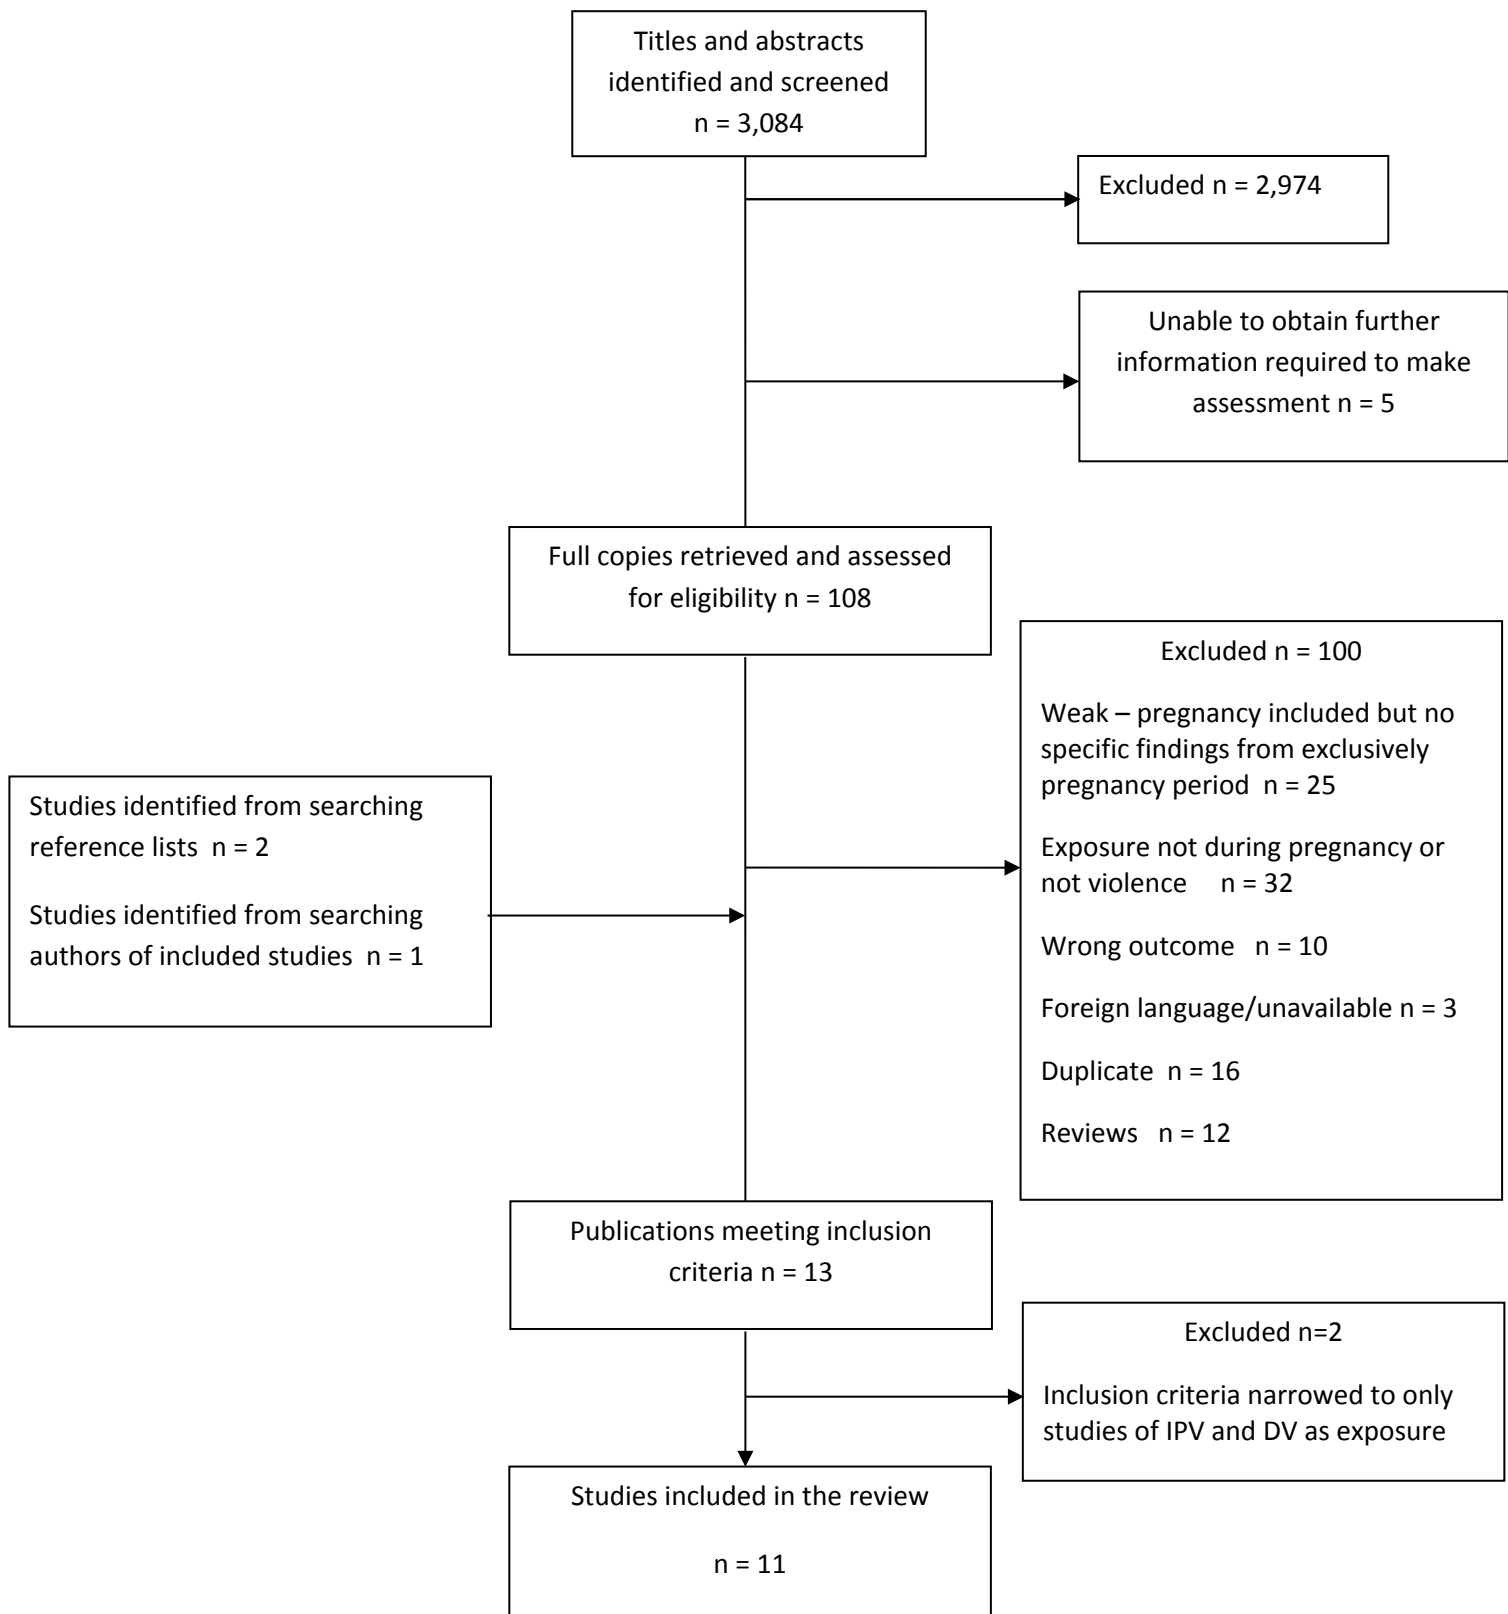 Titles and abstracts
identified and screened
n = 3,084
Excluded n = 2,974
Unable to obtain further
information required to make
assessment n = 5
Full copies retrieved and assessed
for eligibility n = 108
Excluded n = 100
Weak – pregnancy included but no
specific findings from exclusively
pregnancy period n = 25
Exposure not during pregnancy or
not violence n = 32
Wrong outcome n = 10
Foreign language/unavailable n = 3
Duplicate n = 16
Reviews n = 12
Studies identified from searching
reference lists n = 2
Studies identified from searching
authors of included studies n = 1
Publications meeting inclusion
criteria n = 13
Excluded n=2
Inclusion criteria narrowed to only
studies of IPV and DV as exposure
Studies included in the review
n = 11